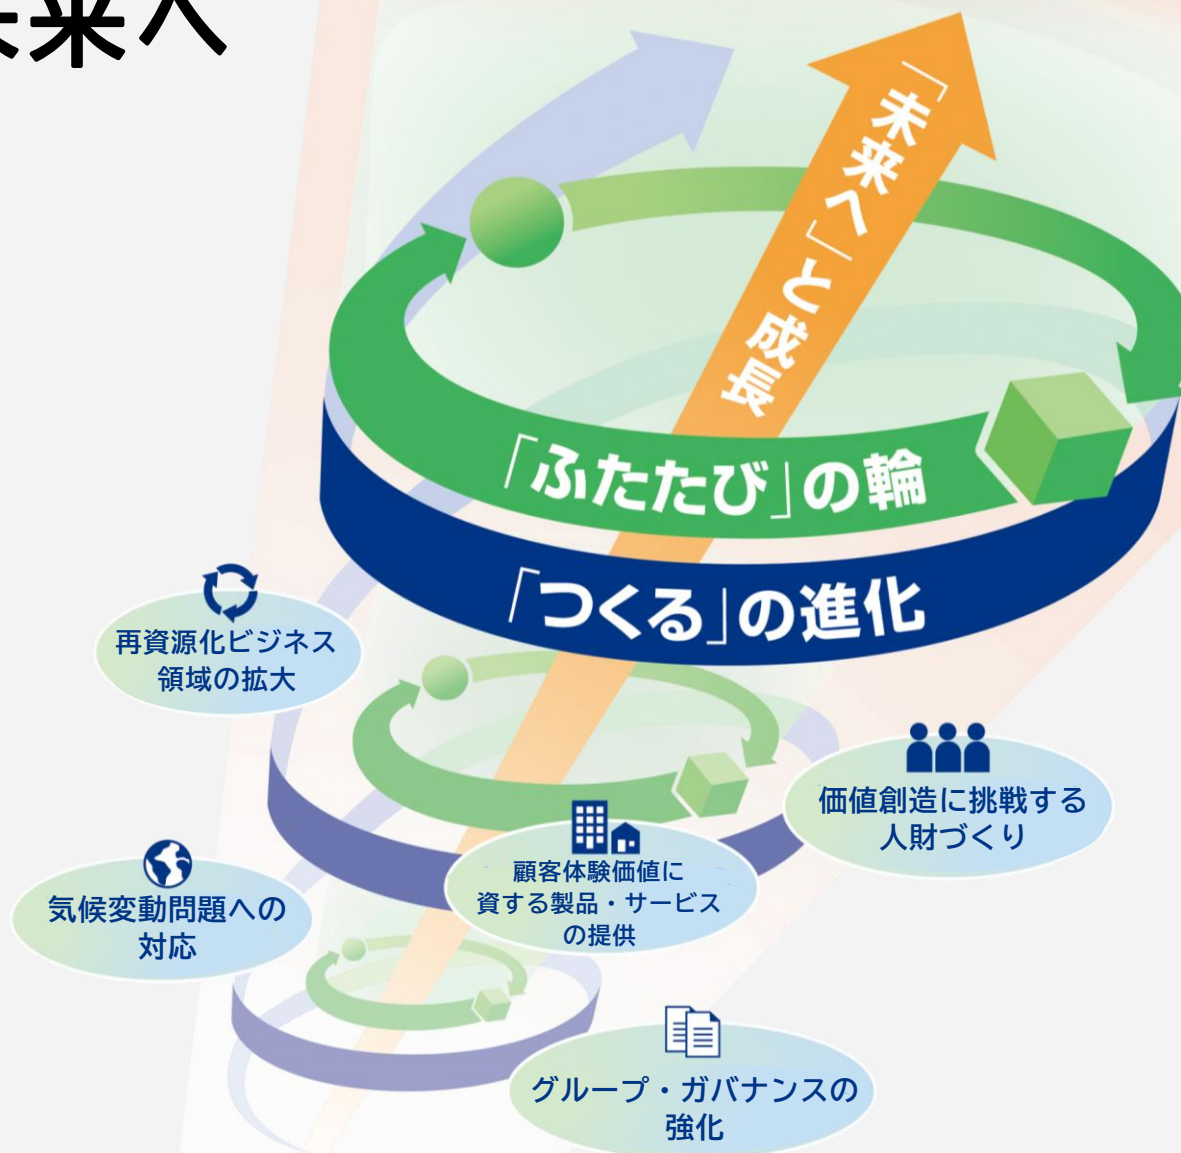 未来へ
「未来へ」と成長
「ふたたび」の輪
「つくる」の進化
再資源化ビジネス
領域の拡大
価値創造に挑戦する
人財づくり
顧客体験価値に
資する製品・サービス
の提供
気候変動問題への
対応
グループ・ガバナンスの
強化